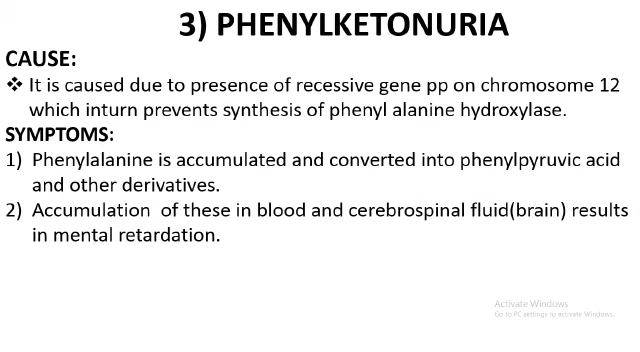 3) PHENYLKETONURIA
CAUSE:
❖ It is caused due to presence of recessive gene pp on chromosome 12
which inturn prevents synthesis of phenyl alanine hydroxylase.
SYMPTOMS:
1) Phenylalanine is accumulated and converted into phenylpyruvic acid
and other derivatives.
2) Accumulation of these in blood and cerebrospinal fluid(brain) results
in mental retardation.
Activate Windows
Go to PC settings to activate Windows.